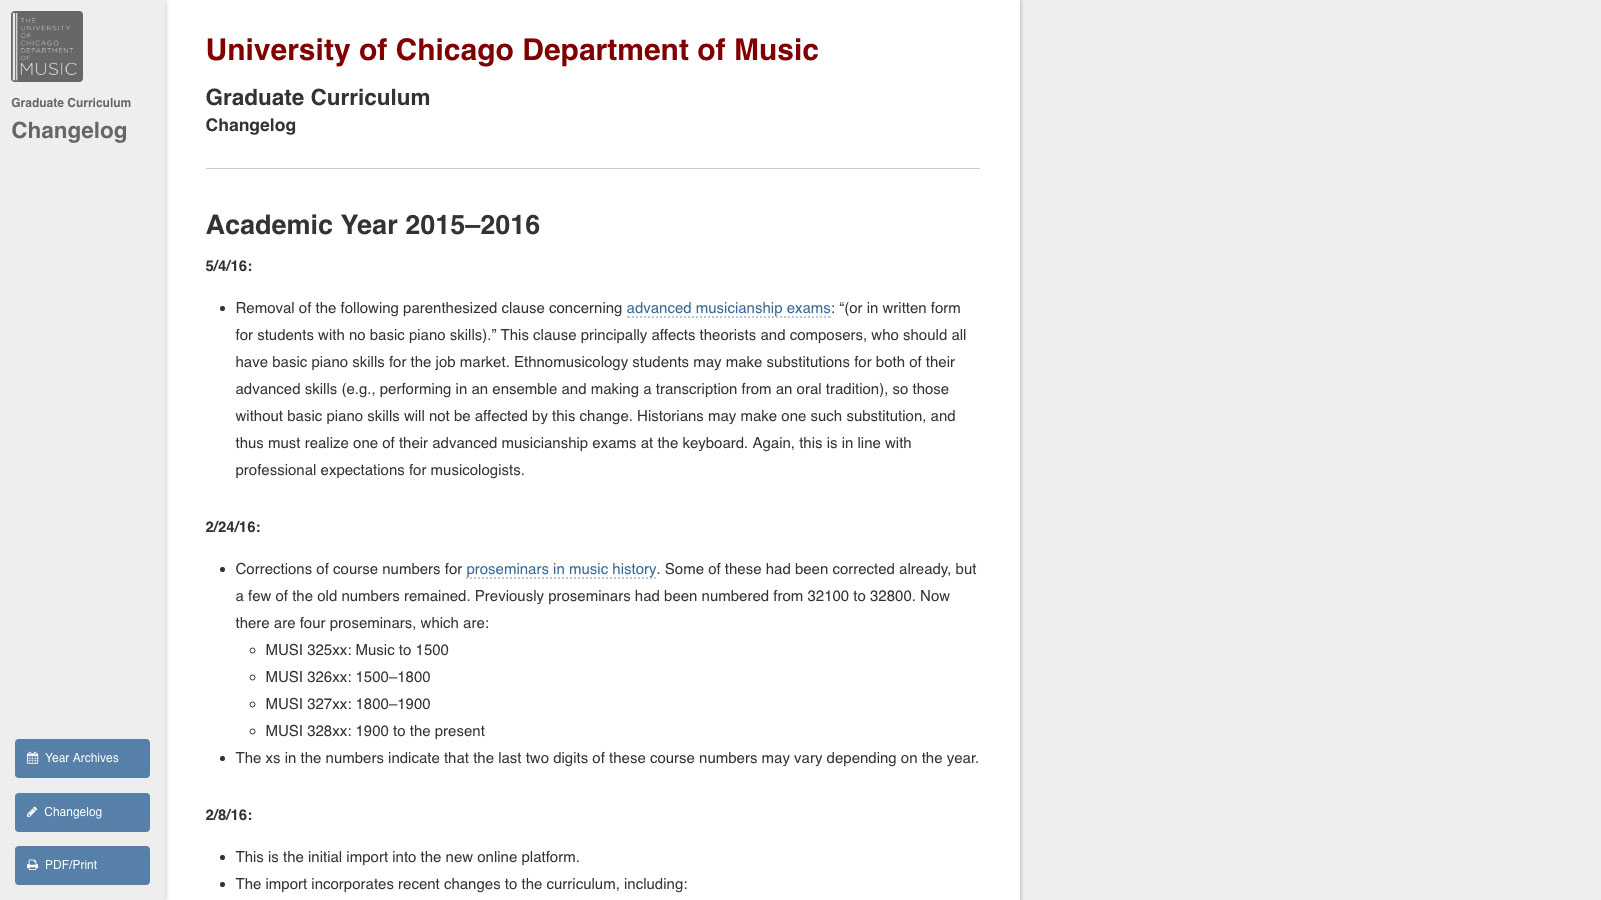 THE
UNIVERSITY
OF
CHICAGO
DEPARTMENT
OF
MUSIC
Graduate Curriculum
Changelog
University of Chicago Department of Music
Graduate Curriculum
Changelog
Academic Year 2015–2016
5/4/16:
• Removal of the following parenthesized clause concerning advanced musicianship exams: “(or in written form
for students with no basic piano skills).” This clause principally affects theorists and composers, who should all
have basic piano skills for the job market. Ethnomusicology students may make substitutions for both of their
advanced skills (e.g., performing in an ensemble and making a transcription from an oral tradition), so those
without basic piano skills will not be affected by this change. Historians may make one such substitution, and
thus must realize one of their advanced musicianship exams at the keyboard. Again, this is in line with
professional expectations for musicologists.
2/24/16:
• Corrections of course numbers for proseminars in music history. Some of these had been corrected already, but
a few of the old numbers remained. Previously proseminars had been numbered from 32100 to 32800. Now
there are four proseminars, which are:
◦ MUSI 325xx: Music to 1500
◦ MUSI 326xx: 1500–1800
◦ MUSI 327xx: 1800–1900
◦ MUSI 328xx: 1900 to the present
• The xs in the numbers indicate that the last two digits of these course numbers may vary depending on the year.
2/8/16:
• This is the initial import into the new online platform.
• The import incorporates recent changes to the curriculum, including:
Year Archives
Changelog
PDF/Print